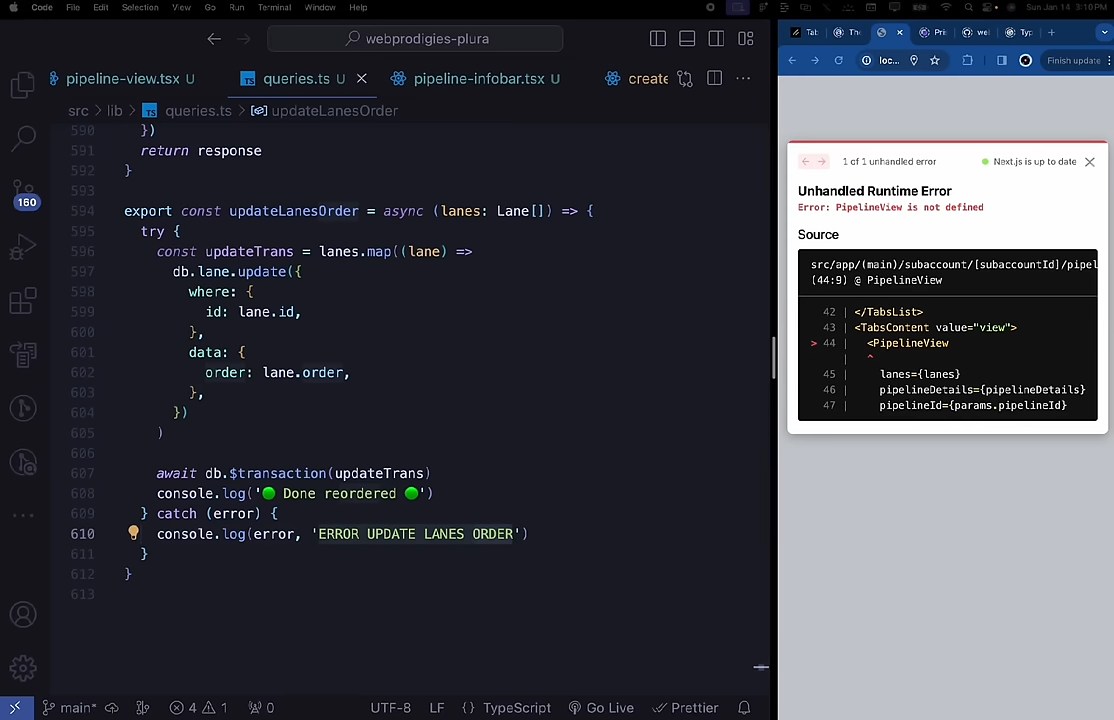 Code File Edit Selection View Go Run Terminal Window Help
Sun Jan 14 3:10PM
webprodigies-plura
pipeline-view.tsx U
queries.ts U
pipeline-infobar.tsx U
create
src > lib > TS queries.ts > updateLanesOrder
590 })
591 return response
592 }
593
594 export const updateLanesOrder = async (lanes: Lane[]) => {
595 try {
596 const updateTrans = lanes.map((lane) =>
597 db.lane.update({
598 where: {
599 id: lane.id,
600 },
601 data: {
602 order: lane.order,
603 },
604 })
605 )
606
607 await db.$transaction(updateTrans)
608 console.log('🟢 Done reordered 🟢')
609 } catch (error) {
610 console.log(error, 'ERROR UPDATE LANES ORDER')
611 }
612 }
613
160
main* 4 1 0 UTF-8 LF {} TypeScript Go Live Prettier
Tab The Pri wel Typ
loc... Finish update
1 of 1 unhandled error Next.js is up to date
Unhandled Runtime Error
Error: PipelineView is not defined
Source
src/app/(main)/subaccount/[subaccountId]/pipel
(44:9) @ PipelineView
42 | </TabsList>
43 | <TabsContent value="view">
> 44 | <PipelineView
| ^
45 | lanes={lanes}
46 | pipelineDetails={pipelineDetails}
47 | pipelineId={params.pipelineId}